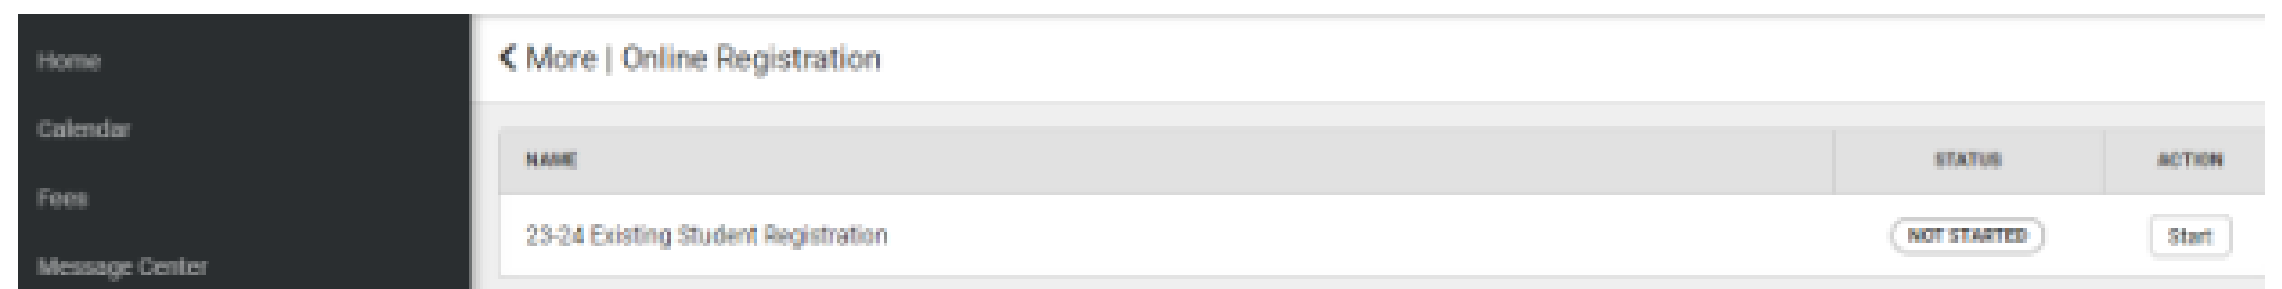 Home
Calendar
Fees
Message Center
More | Online Registration
NAME STATUS ACTION
23-24 Existing Student Registration NOT STARTED Start